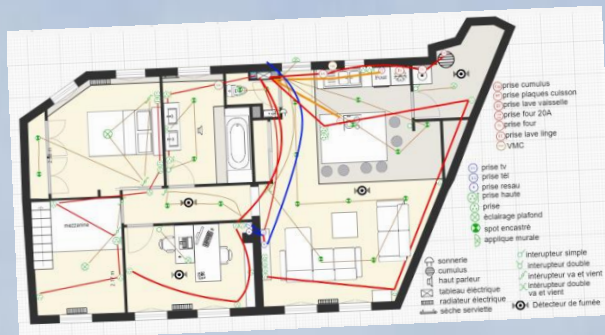 prise cumulus
prise plaques cuisson
prise lave vaisselle
prise four 20A
prise four
prise lave linge
VMC
prise tv
prise tél
prise resau
prise haute
prise
éclairage plafond
spot encastré
applique murale
mezzanine
sonnerie
cumulus
haut parleur
tableau électrique
radiateur électrique
sèche serviette
interupteur simple
interupteur double
interupteur va et vient
interupteur double
va et vient
Détecteur de fumée